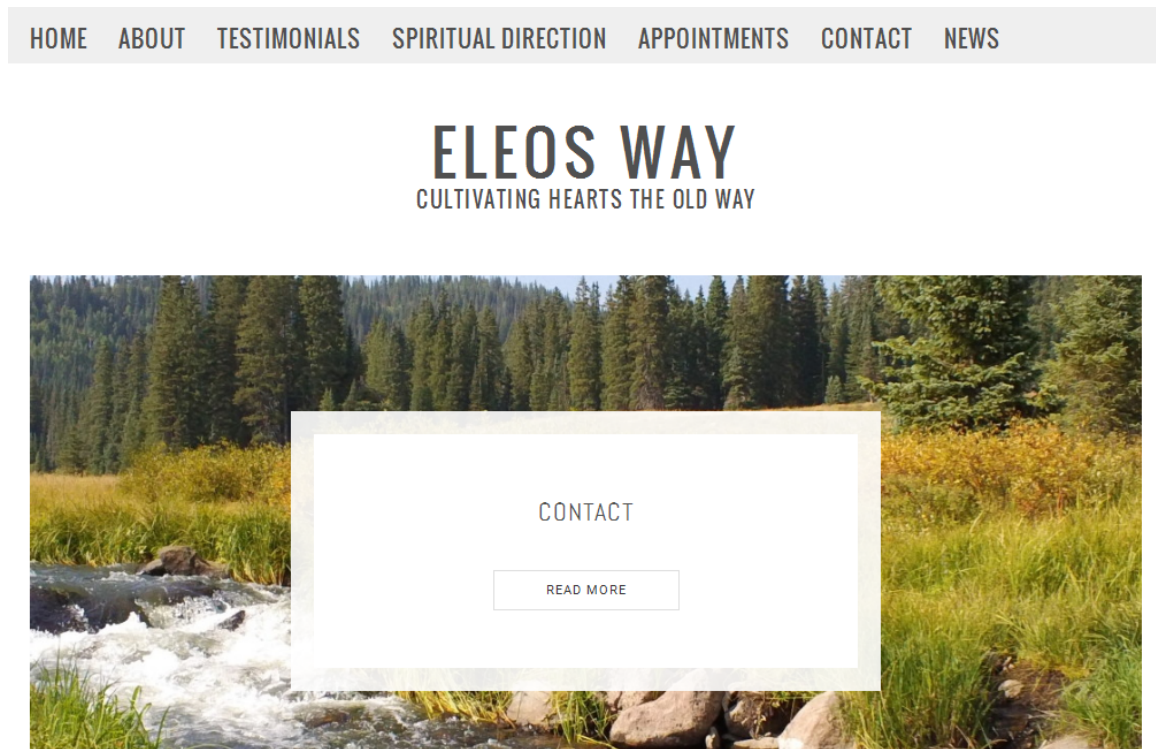 HOME ABOUT TESTIMONIALS SPIRITUAL DIRECTION APPOINTMENTS CONTACT NEWS
ELEOS WAY
CULTIVATING HEARTS THE OLD WAY
CONTACT
READ MORE